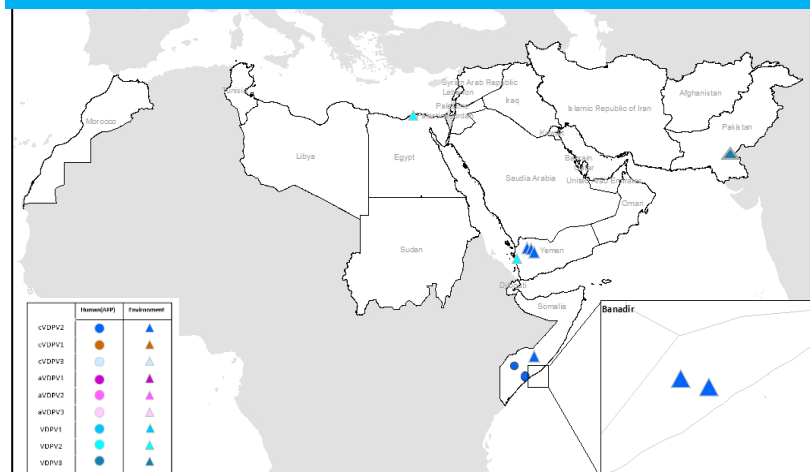 Tunisia
Morocco
Libya
Egypt
Sudan
Syrian Arab Republic
Lebanon
Iraq
Kuwait
Bahrain
Saudia Arabia
United Arab Emirates
Oman
Yemen
Djibouti
Somalia
Islamic Republic of Iran
Afghanistan
Pakistan
Banadir
Human(AFP) Environment
cVDPV2
cVDPV1
cVDPV3
aVDPV1
aVDPV2
aVDPV3
VDPV1
VDPV2
VDPV3